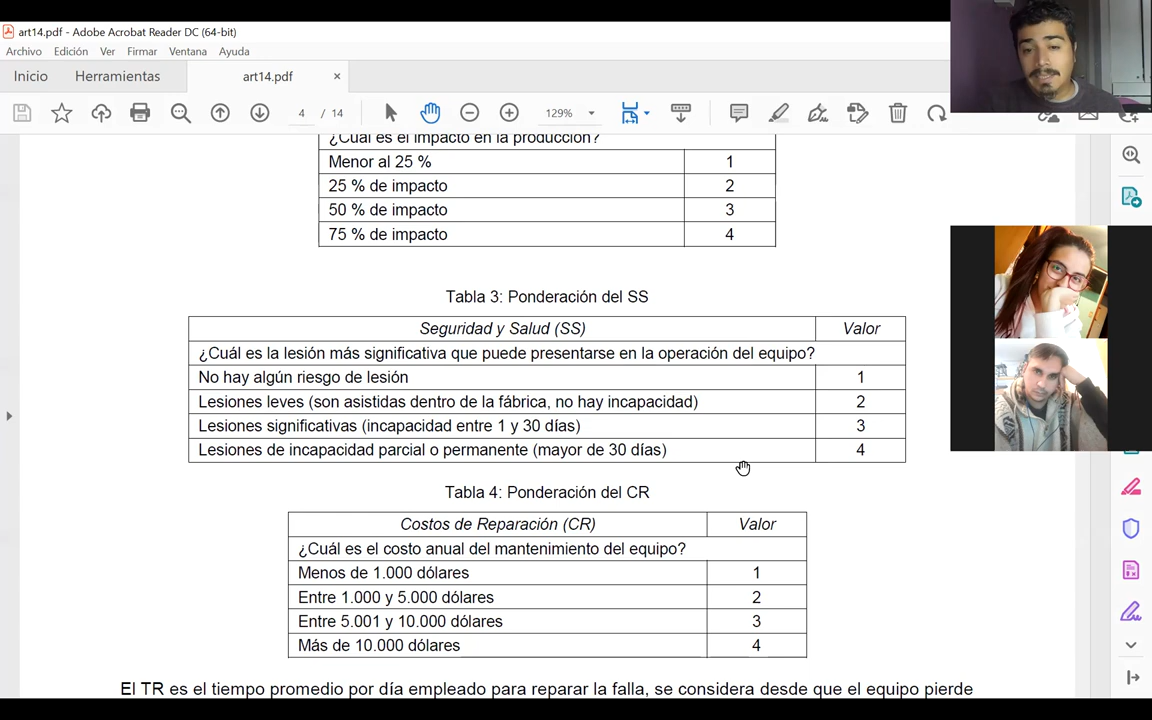 art14.pdf - Adobe Acrobat Reader DC (64-bit)
Archivo Edición Ver Firmar Ventana Ayuda
Inicio Herramientas art14.pdf ×
4 / 14 129%
¿Cuál es el impacto en la producción?
Menor al 25 % 1
25 % de impacto 2
50 % de impacto 3
75 % de impacto 4
Tabla 3: Ponderación del SS
Seguridad y Salud (SS) Valor
¿Cuál es la lesión más significativa que puede presentarse en la operación del equipo?
No hay algún riesgo de lesión 1
Lesiones leves (son asistidas dentro de la fábrica, no hay incapacidad) 2
Lesiones significativas (incapacidad entre 1 y 30 días) 3
Lesiones de incapacidad parcial o permanente (mayor de 30 días) 4
Tabla 4: Ponderación del CR
Costos de Reparación (CR) Valor
¿Cuál es el costo anual del mantenimiento del equipo?
Menos de 1.000 dólares 1
Entre 1.000 y 5.000 dólares 2
Entre 5.001 y 10.000 dólares 3
Más de 10.000 dólares 4
El TR es el tiempo promedio por día empleado para reparar la falla, se considera desde que el equipo pierde